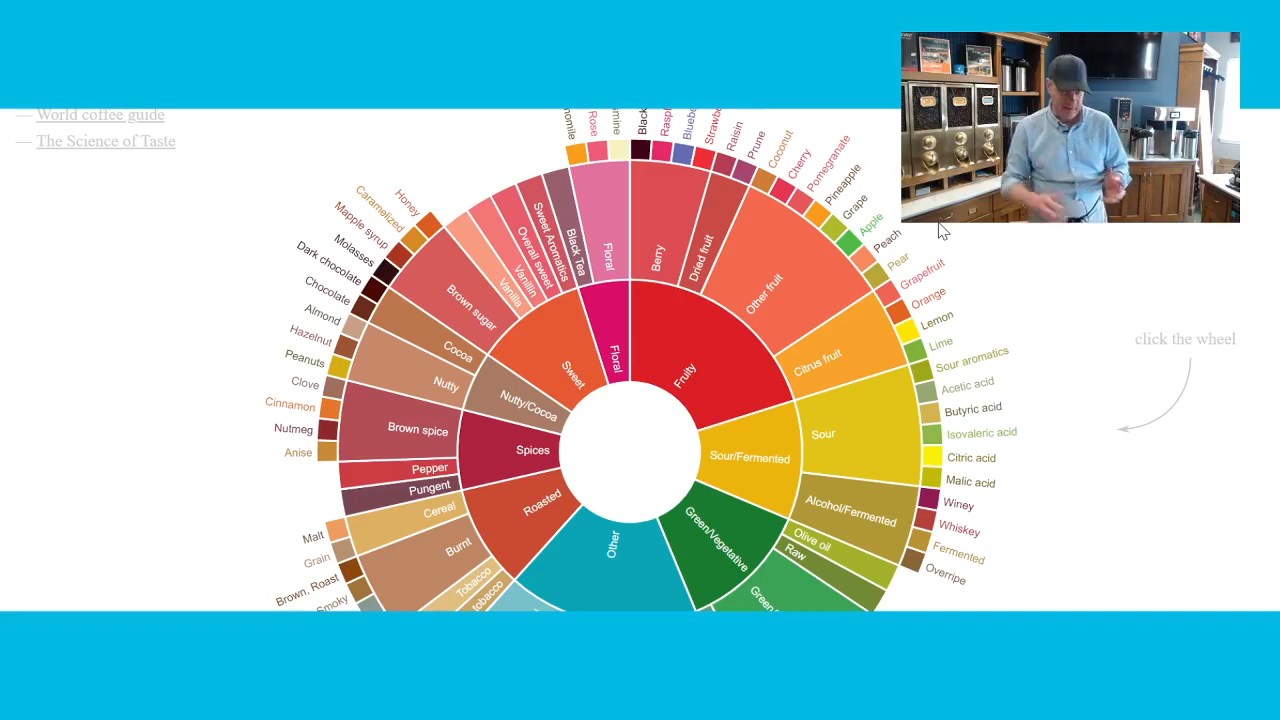 World coffee guide
The Science of Taste
click the wheel
Rose
Raisin
Prune
Coconut
Cherry
Pomegranate
Pineapple
Grape
Apple
Peach
Pear
Grapefruit
Orange
Lemon
Lime
Sour aromatics
Acetic acid
Butyric acid
Isovaleric acid
Citric acid
Malic acid
Winey
Whiskey
Fermented
Overripe
Honey
Caramelized
Mapple syrup
Molasses
Dark chocolate
Chocolate
Almond
Hazelnut
Peanuts
Clove
Cinnamon
Nutmeg
Anise
Malt
Grain
Brown, Roast
Smoky
Floral
Black Tea
Sweet Aromatics
Overall sweet
Vanillin
Vanilla
Brown sugar
Cocoa
Nutty
Brown spice
Pepper
Pungent
Cereal
Burnt
Tobacco
tobacco
Berry
Dried fruit
Other fruit
Citrus fruit
Sour
Alcohol/Fermented
Olive oil
Raw
Floral
Fruity
Sour/Fermented
Green/Vegetative
Other
Roasted
Spices
Nutty/Cocoa
Sweet